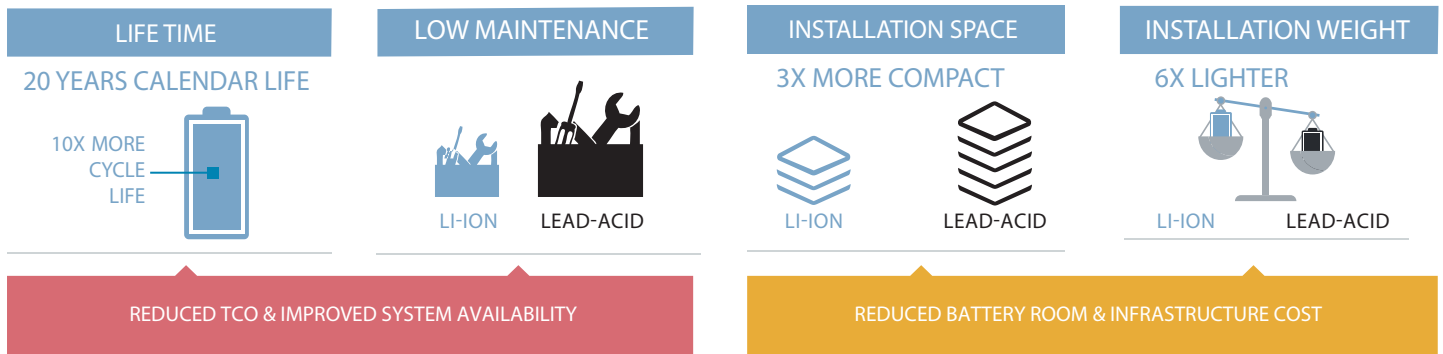 LIFE TIME
20 YEARS CALENDAR LIFE
10X MORE
CYCLE
LIFE
LOW MAINTENANCE
LI-ION
LEAD-ACID
REDUCED TCO & IMPROVED SYSTEM AVAILABILITY
INSTALLATION SPACE
3X MORE COMPACT
LI-ION
LEAD-ACID
INSTALLATION WEIGHT
6X LIGHTER
LI-ION
LEAD-ACID
REDUCED BATTERY ROOM & INFRASTRUCTURE COST